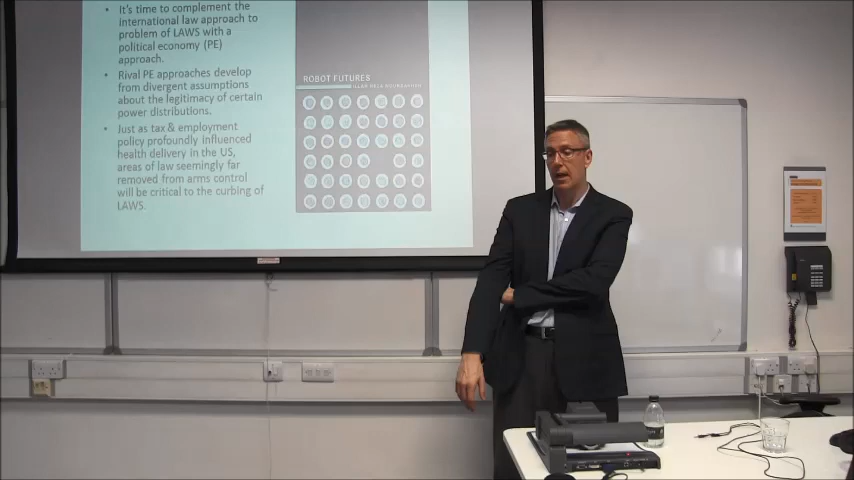 • It's time to complement the
international law approach to
problem of LAWS with a
political economy (PE)
approach.
• Rival PE approaches develop
from divergent assumptions
about the legitimacy of certain
power distributions.
• Just as tax & employment
policy profoundly influenced
health delivery in the US,
areas of law seemingly far
removed from arms control
will be critical to the curbing of
LAWS.
ROBOT FUTURES